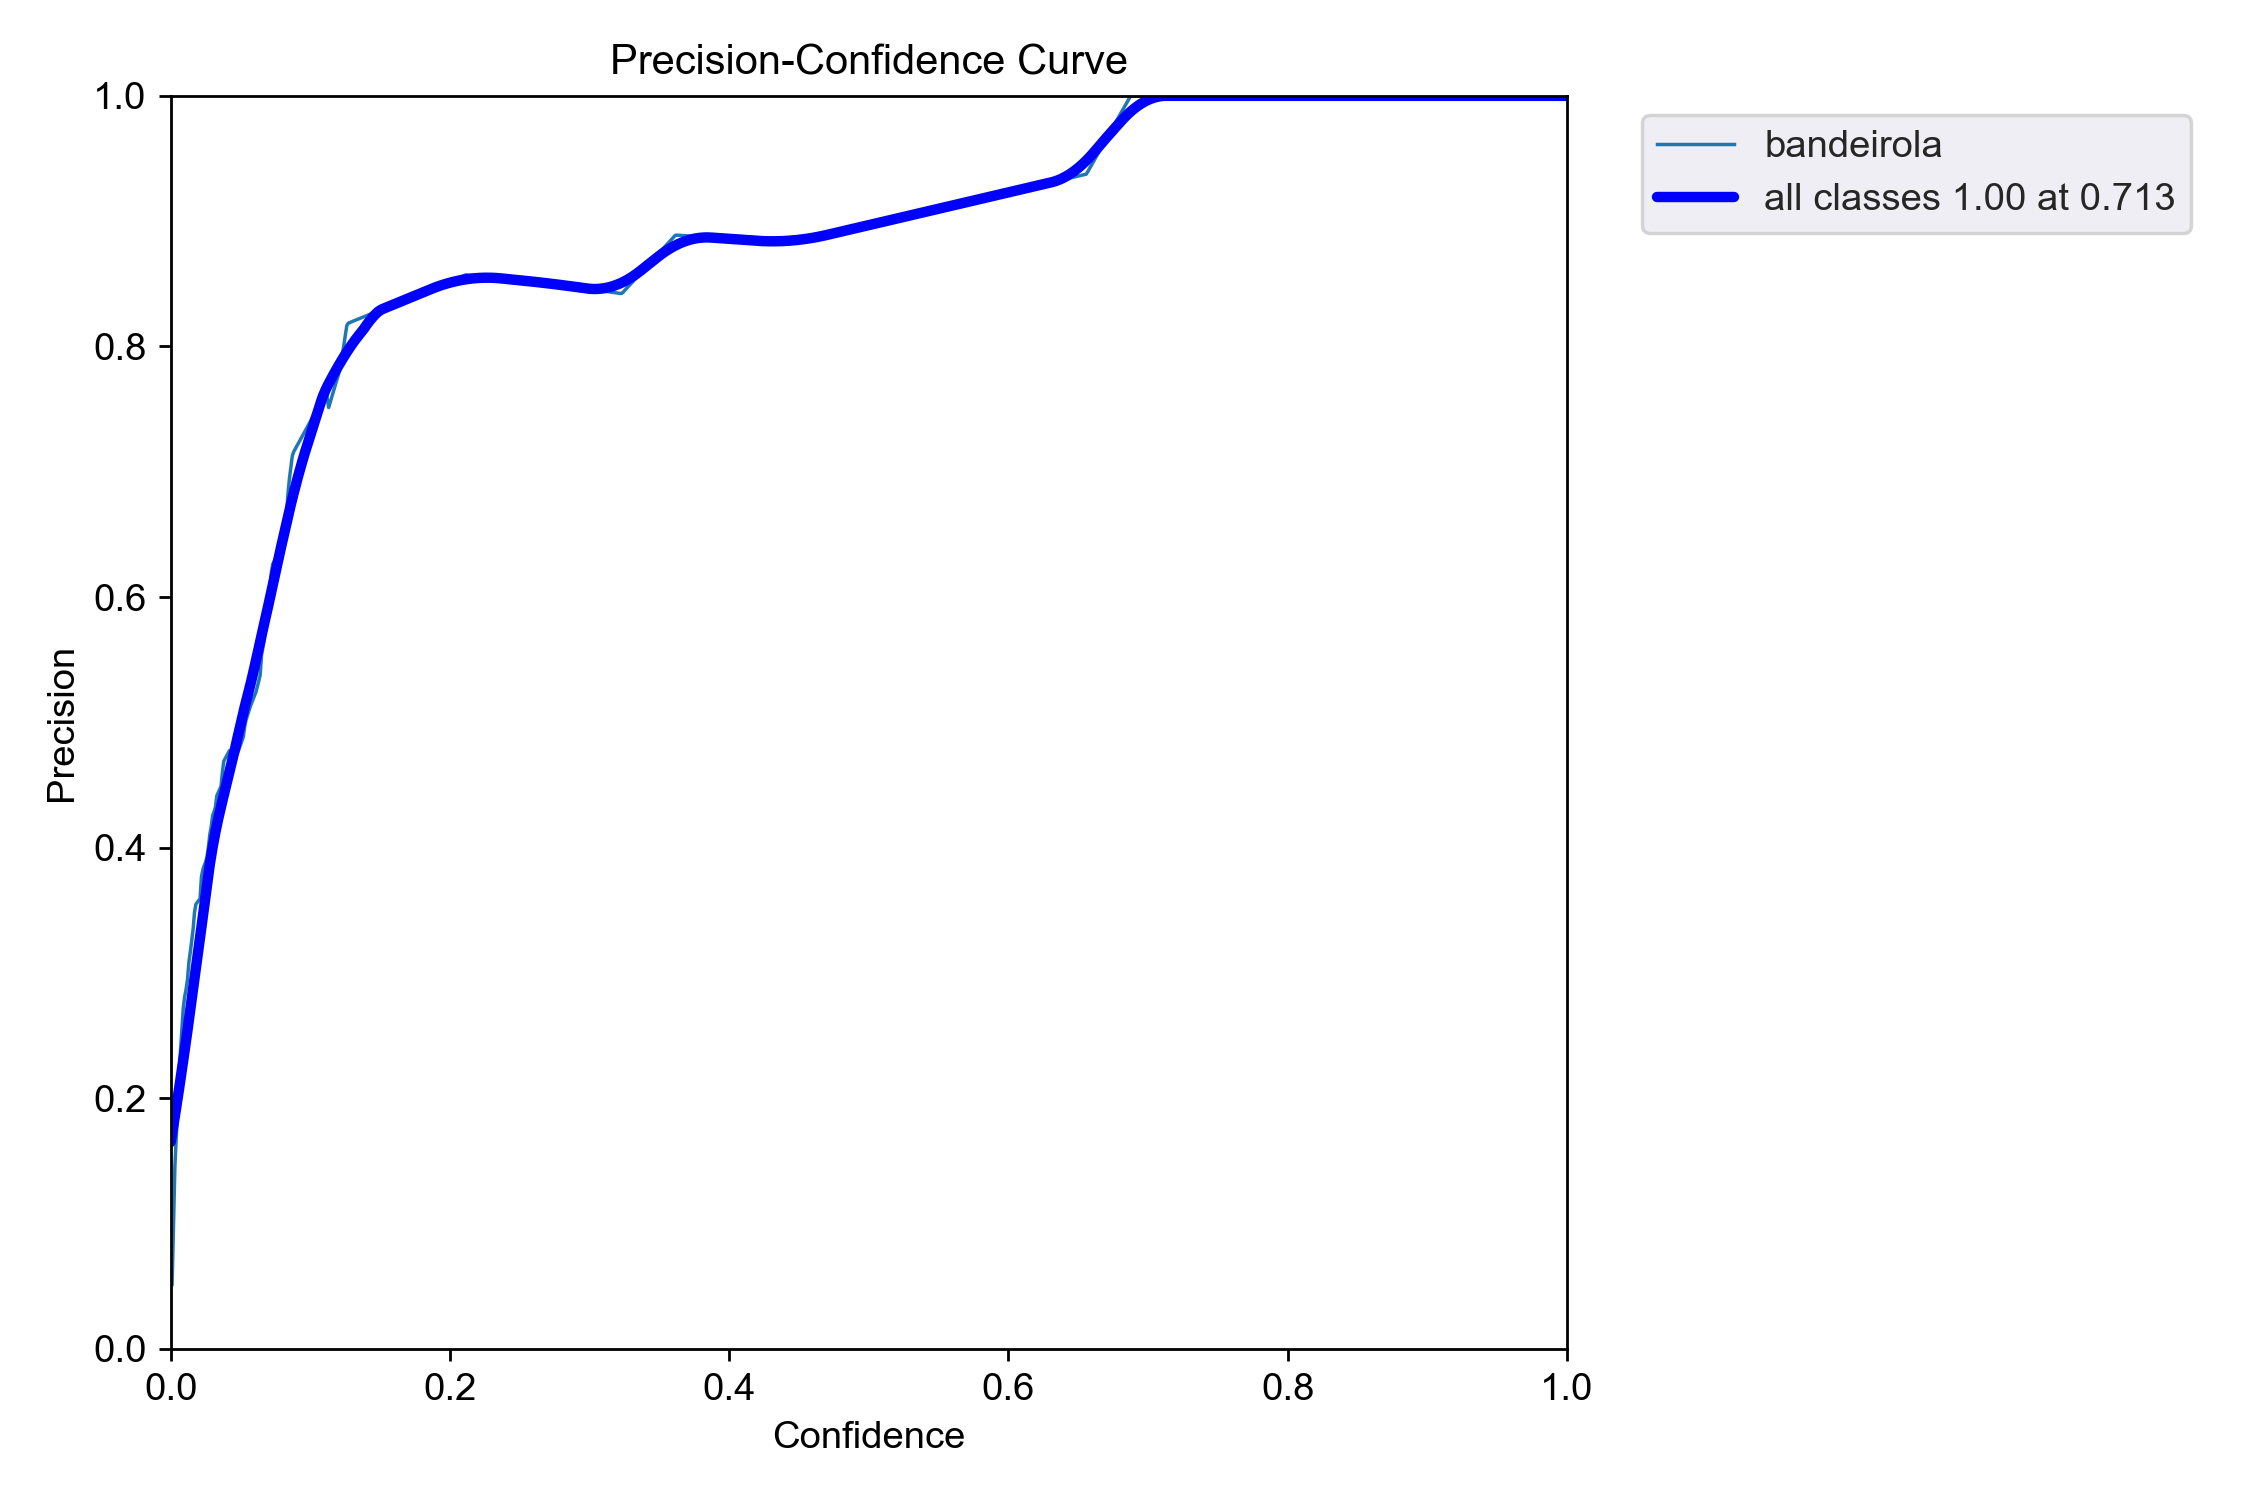 Precision-Confidence Curve
1.0
0.8
0.6
0.4
0.2
0.0
Precision
0.0 0.2 0.4 0.6 0.8 1.0
Confidence
bandeirola
all classes 1.00 at 0.713